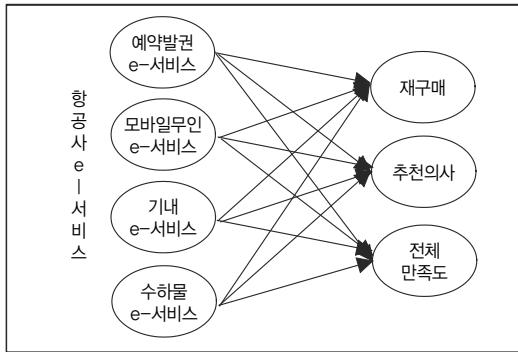 항공사 e-서비스
예약발권
e-서비스
모바일무인
e-서비스
기내
e-서비스
수하물
e-서비스
재구매
추천의사
전체
만족도